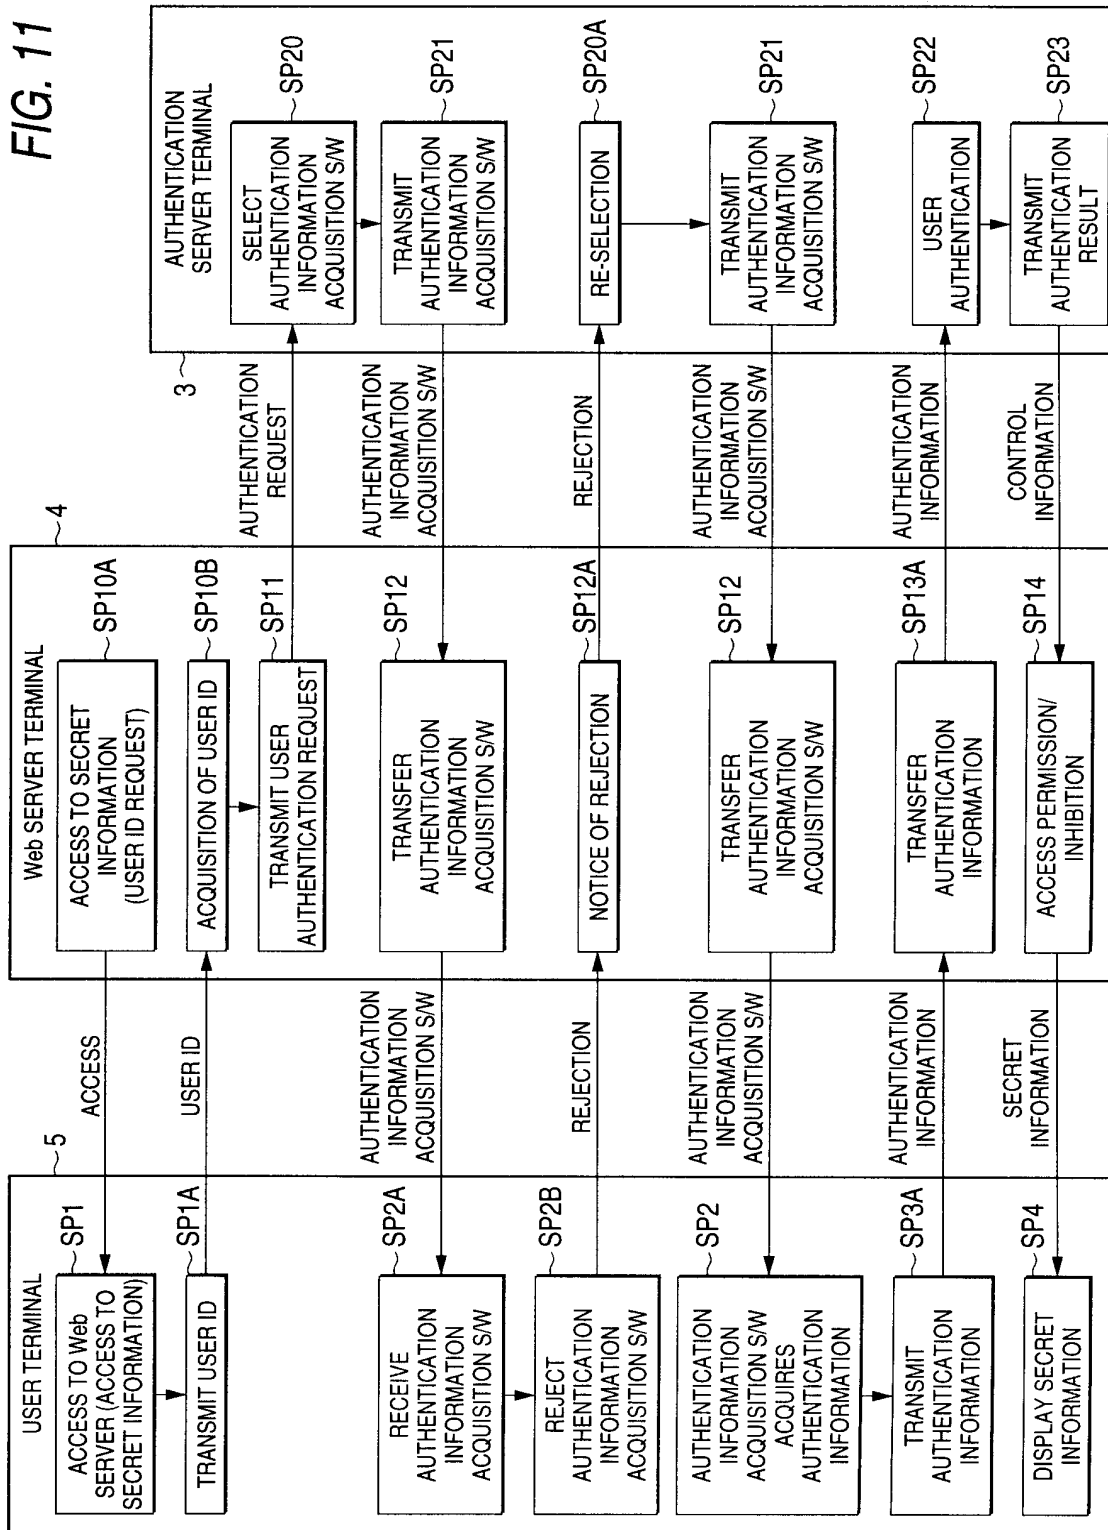 FIG. 11
USER TERMINAL
5
ACCESS TO Web
SERVER (ACCESS TO
SECRET INFORMATION)
SP1
TRANSMIT USER ID
SP1A
RECEIVE
AUTHENTICATION
INFORMATION
ACQUISITION S/W
SP2A
REJECT
AUTHENTICATION
INFORMATION
ACQUISITION S/W
SP2B
AUTHENTICATION
INFORMATION
ACQUISITION S/W
ACQUIRES
AUTHENTICATION
INFORMATION
SP2
TRANSMIT
AUTHENTICATION
INFORMATION
SP3A
DISPLAY SECRET
INFORMATION
SP4
ACCESS
USER ID
AUTHENTICATION
INFORMATION
ACQUISITION S/W
REJECTION
AUTHENTICATION
INFORMATION
ACQUISITION S/W
AUTHENTICATION
INFORMATION
SECRET
INFORMATION
Web SERVER TERMINAL
4
ACCESS TO SECRET
INFORMATION
(USER ID REQUEST)
SP10A
ACQUISITION OF USER ID
SP10B
TRANSMIT USER
AUTHENTICATION REQUEST
SP11
TRANSFER
AUTHENTICATION
INFORMATION
ACQUISITION S/W
SP12
NOTICE OF REJECTION
SP12A
TRANSFER
AUTHENTICATION
INFORMATION
ACQUISITION S/W
SP12
TRANSFER
AUTHENTICATION
INFORMATION
SP13A
ACCESS PERMISSION/
INHIBITION
SP14
AUTHENTICATION
REQUEST
AUTHENTICATION
INFORMATION
ACQUISITION S/W
REJECTION
AUTHENTICATION
INFORMATION
ACQUISITION S/W
AUTHENTICATION
INFORMATION
CONTROL
INFORMATION
AUTHENTICATION
SERVER TERMINAL
3
SELECT
AUTHENTICATION
INFORMATION
ACQUISITION S/W
SP20
TRANSMIT
AUTHENTICATION
INFORMATION
ACQUISITION S/W
SP21
RE-SELECTION
SP20A
TRANSMIT
AUTHENTICATION
INFORMATION
ACQUISITION S/W
SP21
USER
AUTHENTICATION
SP22
TRANSMIT
AUTHENTICATION
RESULT
SP23